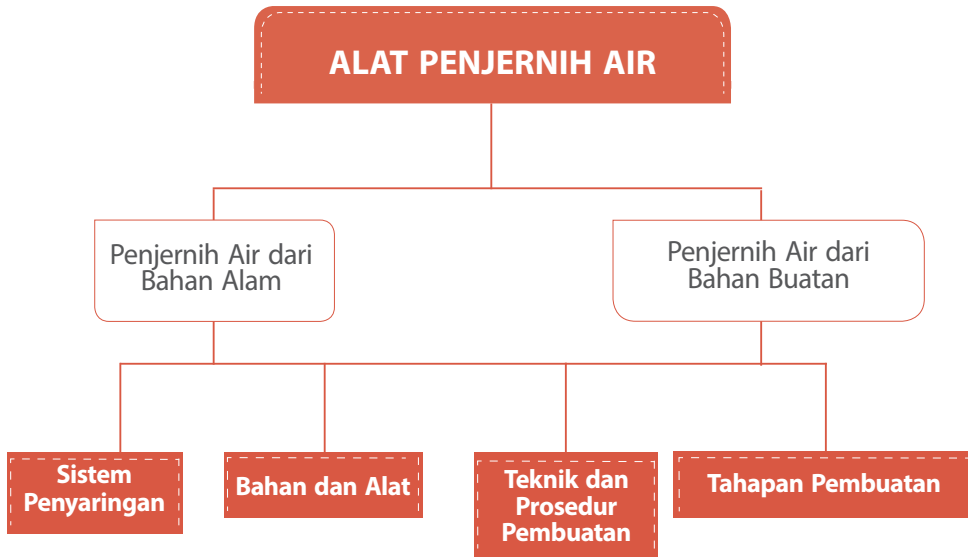 ALAT PENJERNIH AIR
Penjernih Air dari
Bahan Alam
Penjernih Air dari
Bahan Buatan
Sistem
Penyaringan
Bahan dan Alat
Teknik dan
Prosedur
Pembuatan
Tahapan Pembuatan